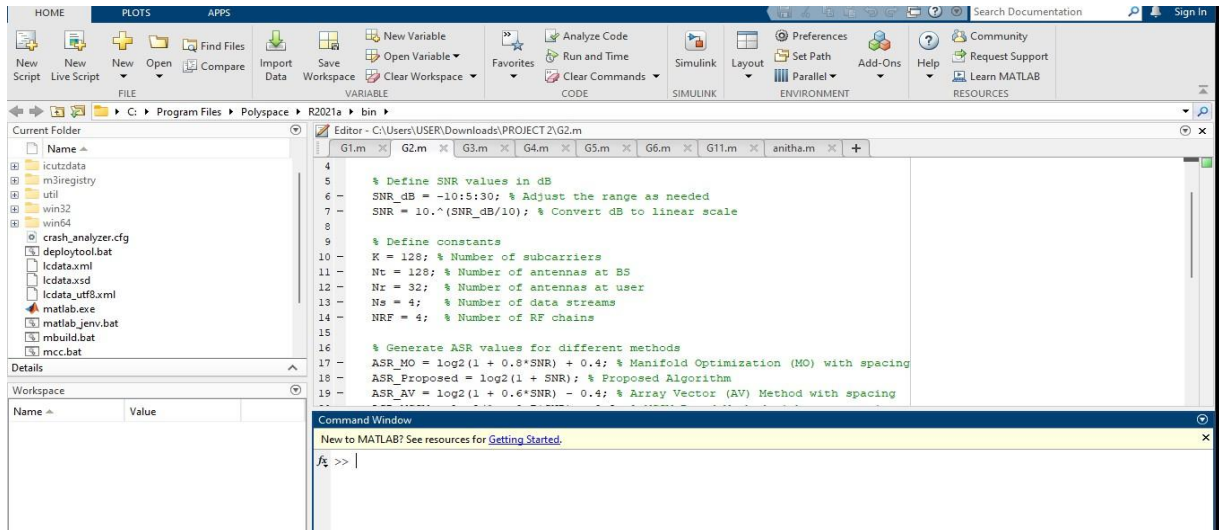 HOME PLOTS APPS Search Documentation Sign In
New Script
New Live Script
New
Open
Find Files
Compare
Import Data
Save Workspace
New Variable
Open Variable
Clear Workspace
Favorites
Analyze Code
Run and Time
Clear Commands
Simulink
Layout
Preferences
Set Path
Parallel
Add-Ons
Help
Community
Request Support
Learn MATLAB
FILE VARIABLE CODE SIMULINK ENVIRONMENT RESOURCES
C: Program Files Polyspace R2021a bin
Current Folder
Name
icutzdata
m3iregistry
util
win32
win64
crash_analyzer.cfg
deploytool.bat
lcdata.xml
lcdata.xsd
lcdata_utf8.xml
matlab.exe
matlab_jenv.bat
mbuild.bat
mcc.bat
Details
Workspace
Name Value
Editor - C:\Users\USER\Downloads\PROJECT 2\G2.m
G1.m G2.m G3.m G4.m G5.m G6.m G11.m anitha.m +
4
5 % Define SNR values in dB
6 - SNR_dB = -10:5:30; % Adjust the range as needed
7 - SNR = 10.^(SNR_dB/10); % Convert dB to linear scale
8
9 % Define constants
10 - K = 128; % Number of subcarriers
11 - Nt = 128; % Number of antennas at BS
12 - Nr = 32; % Number of antennas at user
13 - Ns = 4; % Number of data streams
14 - NRF = 4; % Number of RF chains
15
16 % Generate ASR values for different methods
17 - ASR_MO = log2(1 + 0.8*SNR) + 0.4; % Manifold Optimization (MO) with spacing
18 - ASR_Proposed = log2(1 + SNR); % Proposed Algorithm
19 - ASR_AV = log2(1 + 0.6*SNR) - 0.4; % Array Vector (AV) Method with spacing
Command Window
New to MATLAB? See resources for Getting Started.
fx >>